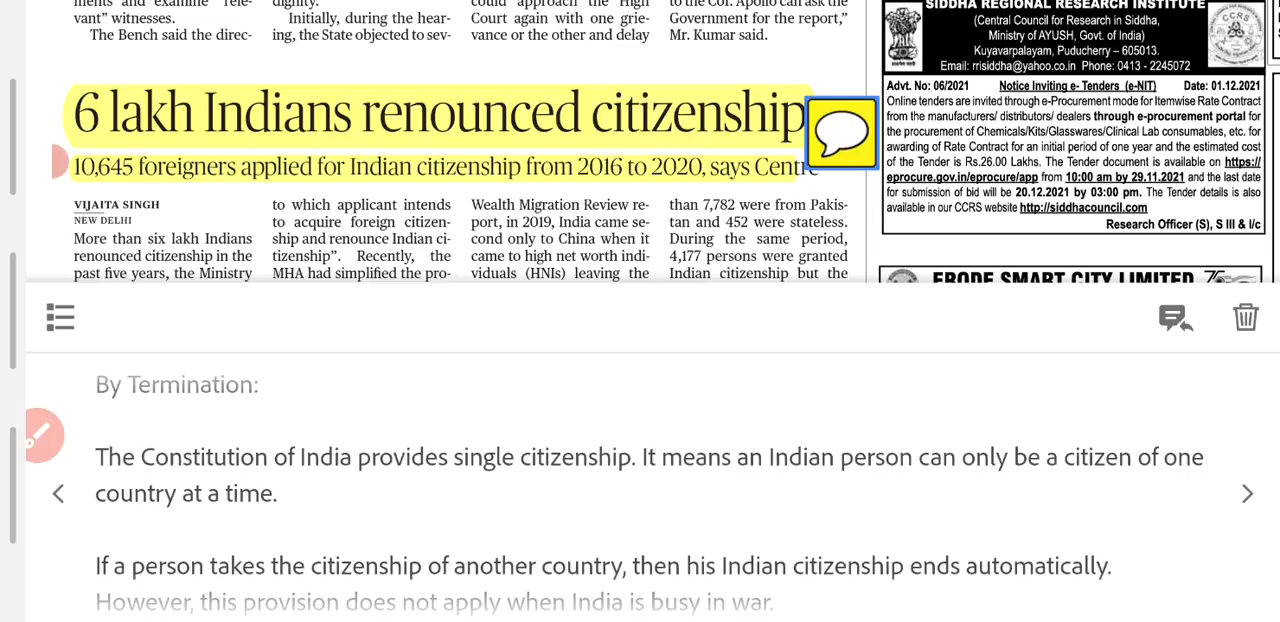 ments and examine "rele-
vant" witnesses.
The Bench said the direc-
dignity.
Initially, during the hear-
ing, the State objected to sev-
could approach the High
Court again with one grie-
vance or the other and delay
to the CoI. Apollo can ask the
Government for the report,"
Mr. Kumar said.
6 lakh Indians renounced citizenship
10,645 foreigners applied for Indian citizenship from 2016 to 2020, says Centre
VIJAITA SINGH
NEW DELHI
More than six lakh Indians
renounced citizenship in the
past five years, the Ministry
to which applicant intends
to acquire foreign citizen-
ship and renounce Indian ci-
tizenship". Recently, the
MHA had simplified the pro-
Wealth Migration Review re-
port, in 2019, India came se-
cond only to China when it
came to high net worth indi-
viduals (HNIs) leaving the
than 7,782 were from Pakis-
tan and 452 were stateless.
During the same period,
4,177 persons were granted
Indian citizenship but the
SIDDHA REGIONAL RESEARCH INSTITUTE
(Central Council for Research in Siddha,
Ministry of AYUSH, Govt. of India)
Kuyavarpalayam, Puducherry – 605013.
Email: rrisiddha@yahoo.co.in Phone: 0413 - 2245072
CCRS
Advt. No: 06/2021 Notice Inviting e- Tenders (e-NIT) Date: 01.12.2021
Online tenders are invited through e-Procurement mode for Itemwise Rate Contract
from the manufacturers/ distributors/ dealers through e-procurement portal for
the procurement of Chemicals/Kits/Glasswares/Clinical Lab consumables, etc. for
awarding of Rate Contract for an initial period of one year and the estimated cost
of the Tender is Rs.26.00 Lakhs. The Tender document is available on https://
eprocure.gov.in/eprocure/app from 10:00 am by 29.11.2021 and the last date
for submission of bid will be 20.12.2021 by 03:00 pm. The Tender details is also
available in our CCRS website http://siddhacouncil.com
Research Officer (S), S III & I/c
ERODE SMART CITY LIMITED
By Termination:
The Constitution of India provides single citizenship. It means an Indian person can only be a citizen of one
country at a time.
If a person takes the citizenship of another country, then his Indian citizenship ends automatically.
However, this provision does not apply when India is busy in war.